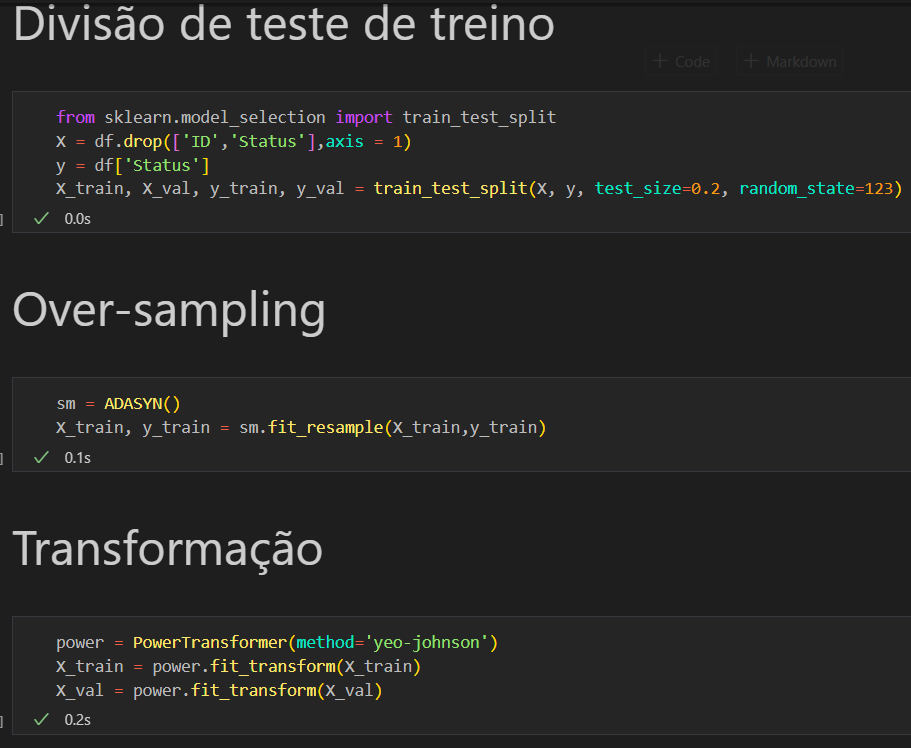 Divisão de teste de treino
+ Code + Markdown
from sklearn.model_selection import train_test_split
X = df.drop(['ID','Status'],axis = 1)
y = df['Status']
X_train, X_val, y_train, y_val = train_test_split(X, y, test_size=0.2, random_state=123)
] ✓ 0.0s
Over-sampling
sm = ADASYN()
X_train, y_train = sm.fit_resample(X_train,y_train)
] ✓ 0.1s
Transformação
power = PowerTransformer(method='yeo-johnson')
X_train = power.fit_transform(X_train)
X_val = power.fit_transform(X_val)
] ✓ 0.2s